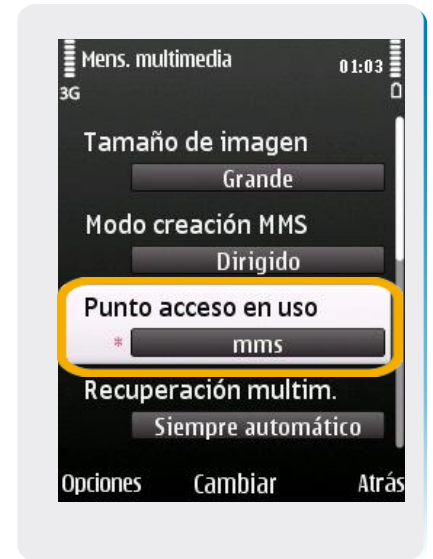 Mens. multimedia 01:03
3G
Tamaño de imagen
Grande
Modo creación MMS
Dirigido
Punto acceso en uso
* mms
Recuperación multim.
Siempre automático
Opciones Cambiar Atrás